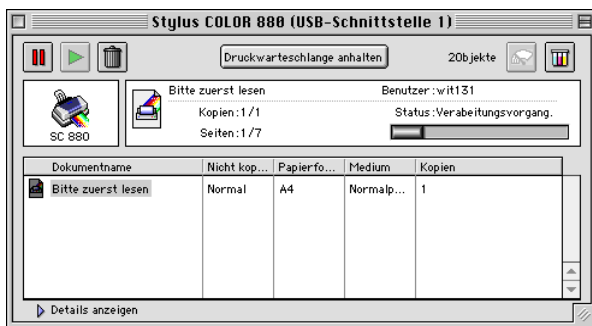 Stylus COLOR 880 (USB-Schnittstelle 1)
Druckwarteschlange anhalten
2Objekte
SC 880
Bitte zuerst lesen
Benutzer:wit131
Kopien:1/1
Status:Verabeitungsvorgang.
Seiten:1/7
Dokumentname Nicht kop... Papierfo... Medium Kopien
Bitte zuerst lesen Normal A4 Normalp... 1
Details anzeigen